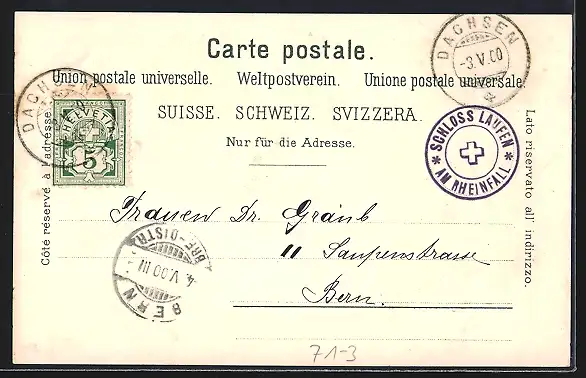 Carte postale.
Union postale universelle. Weltpostverein. Unione postale universale.
SUISSE. SCHWEIZ. SVIZZERA.
Nur für die Adresse.
Côté réservé à l'adresse.
Lato riservato all' indirizzo.
DACHSEN
HELVETIA
5
DACHSEN
-3.V.00
SCHLOSS LAUFEN
AM RHEINFALL
Frauen Dr. Gräub
11 Laupenstrasse
Bern.
BRF-DISTR.
4.V.00 III
BERN
71-3